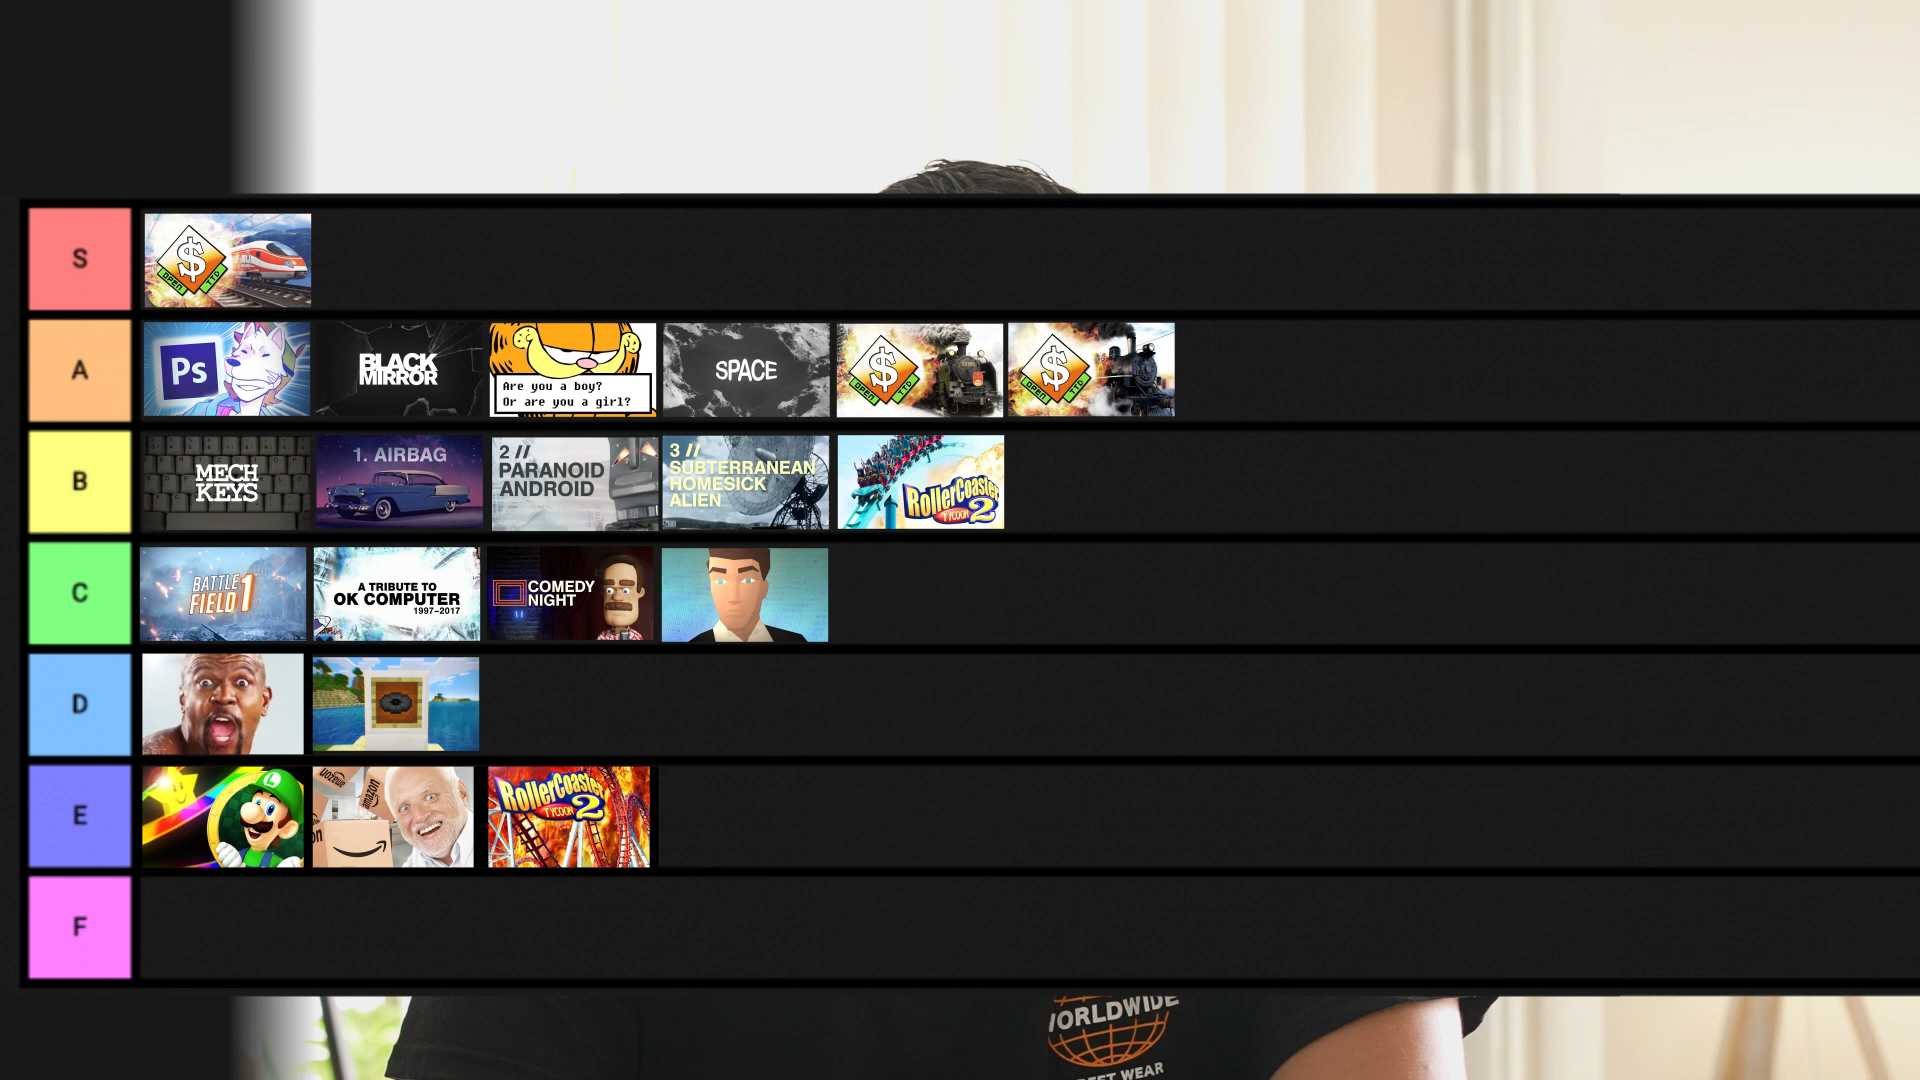 S
$
OPEN TTD
A
Ps
BLACK
MIRROR
Are you a boy?
Or are you a girl?
SPACE
$
OPEN TTD
$
OPEN TTD
B
MECH
KEYS
1. AIRBAG
2 //
PARANOID
ANDROID
3 //
SUBTERRANEAN
HOMESICK
ALIEN
RollerCoaster
TYCOON 2
C
BATTLE
FIELD 1
A TRIBUTE TO
OK COMPUTER
1997–2017
COMEDY
NIGHT
D
E
L
amazon
RollerCoaster
TYCOON 2
F
WORLDWIDE
STREET WEAR